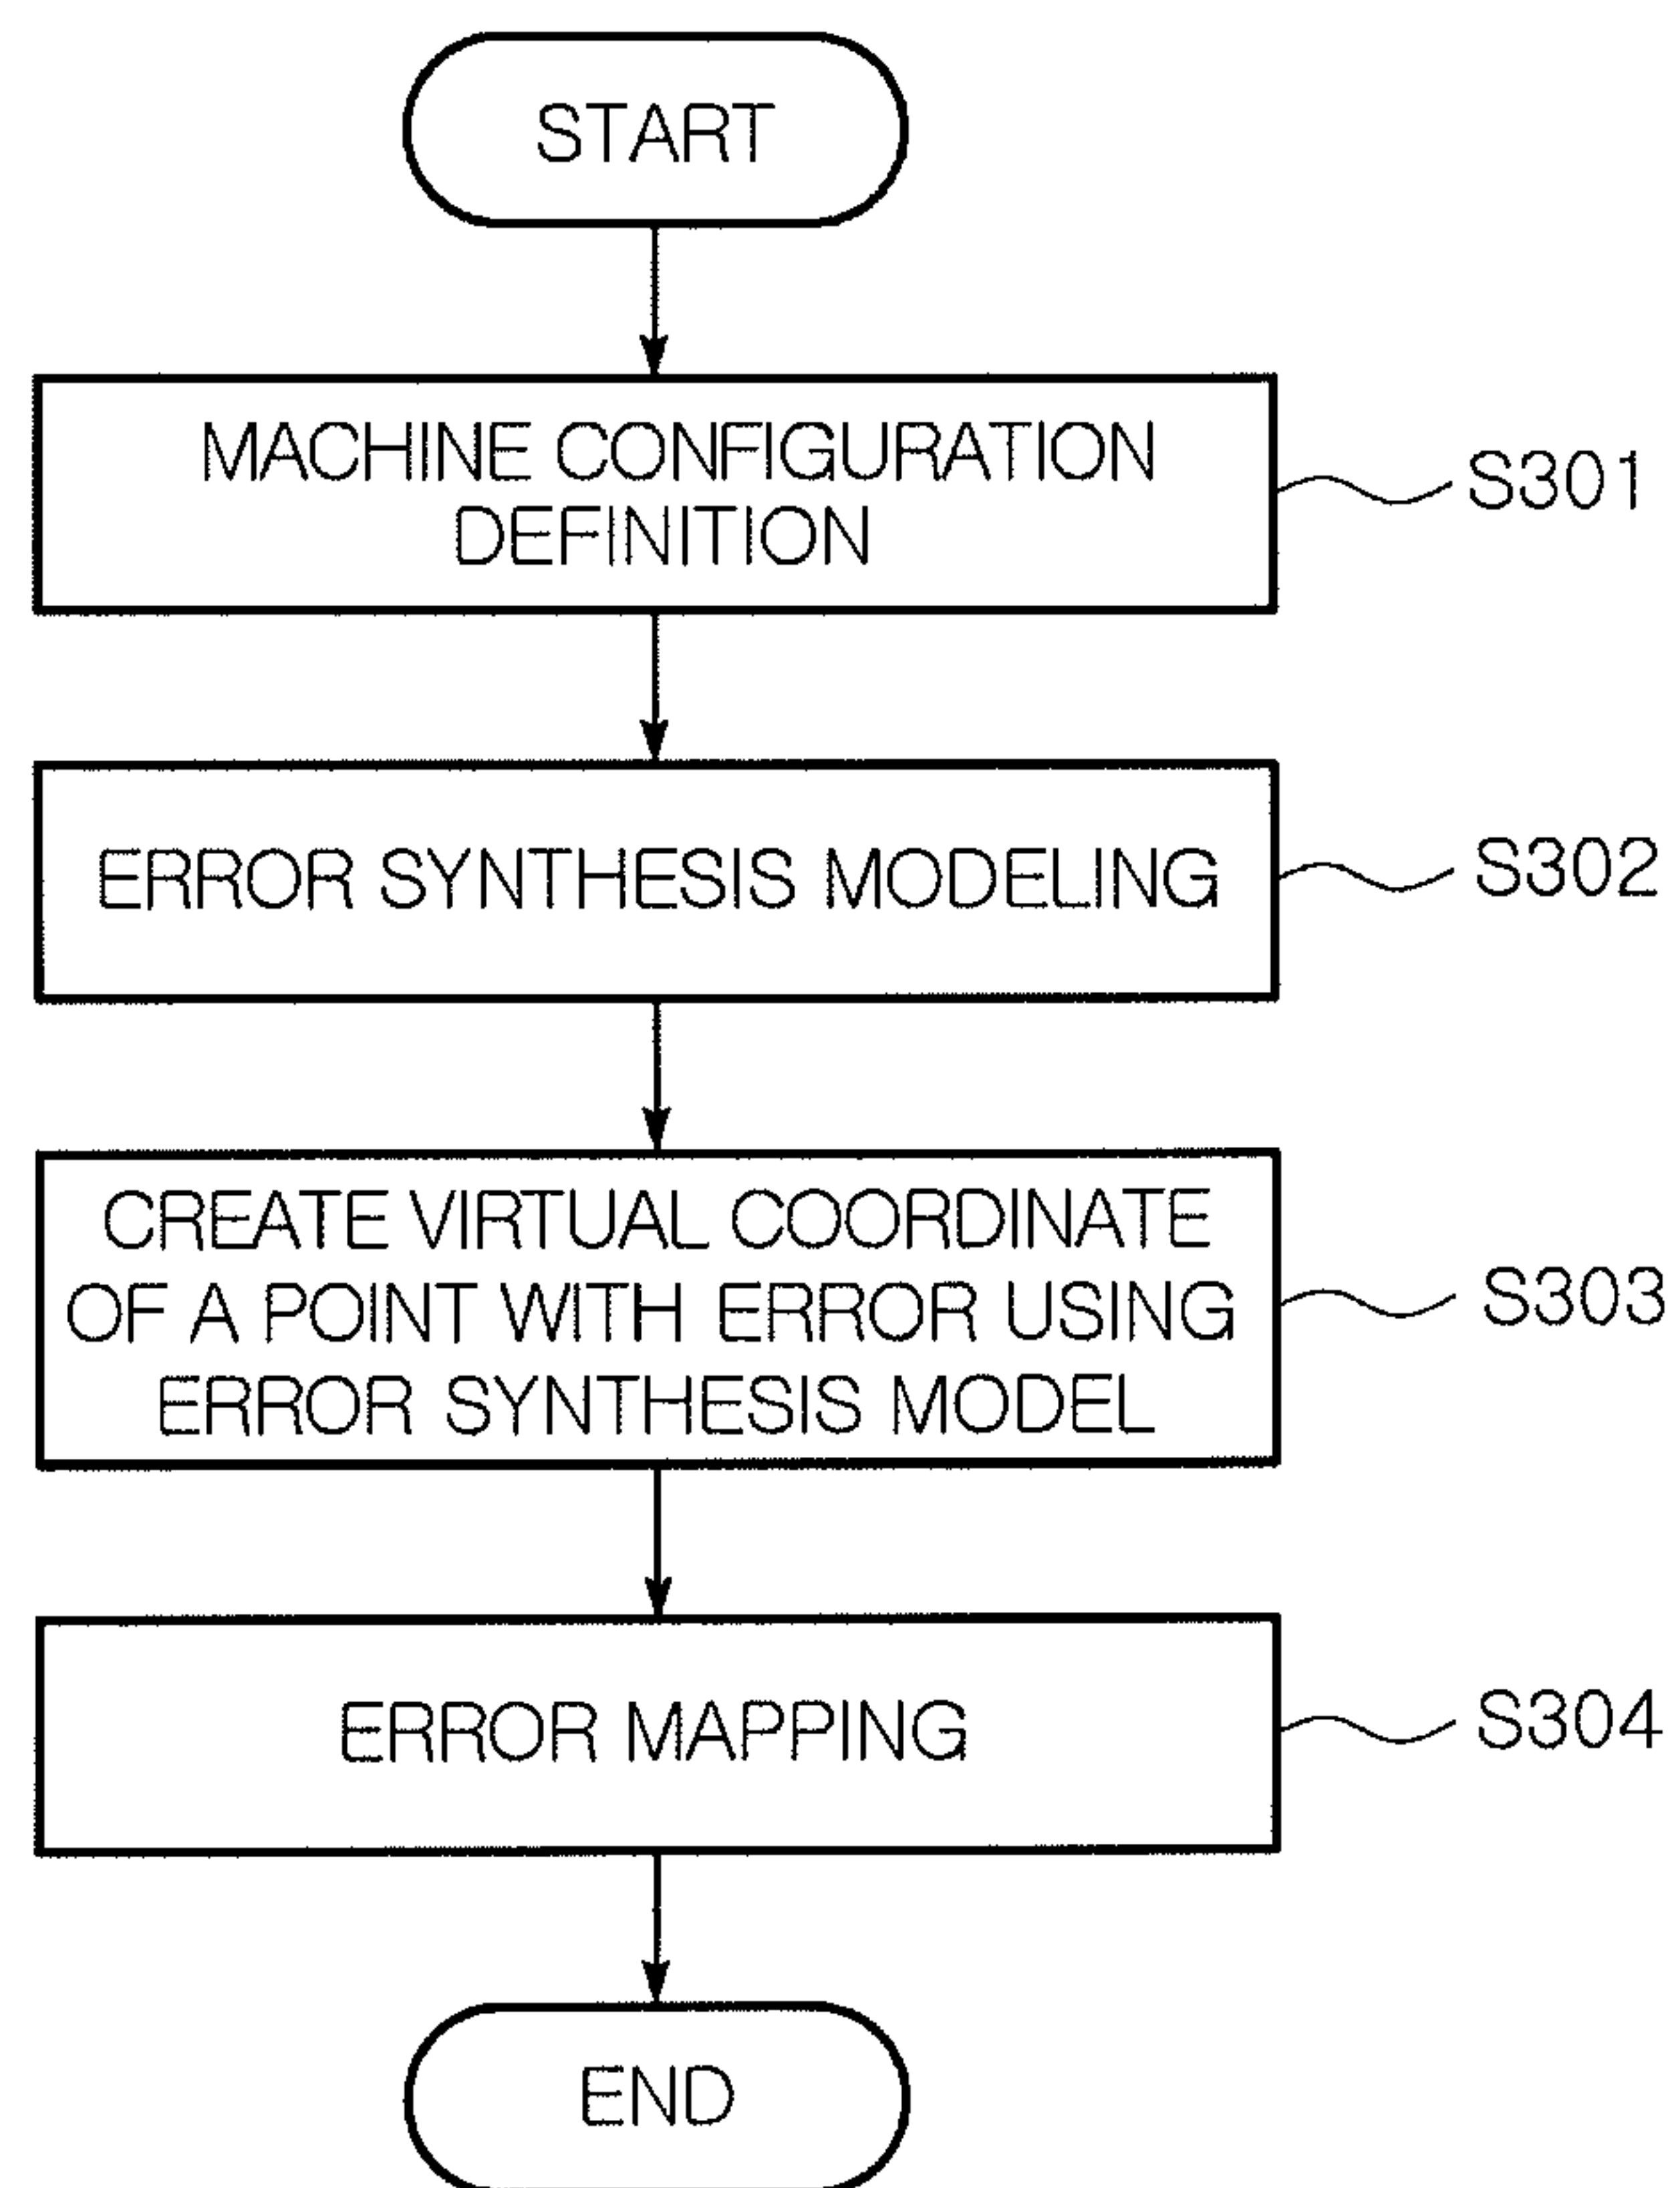 START
MACHINE CONFIGURATION
DEFINITION
S301
ERROR SYNTHESIS MODELING
S302
CREATE VIRTUAL COORDINATE
OF A POINT WITH ERROR USING
ERROR SYNTHESIS MODEL
S303
ERROR MAPPING
S304
END